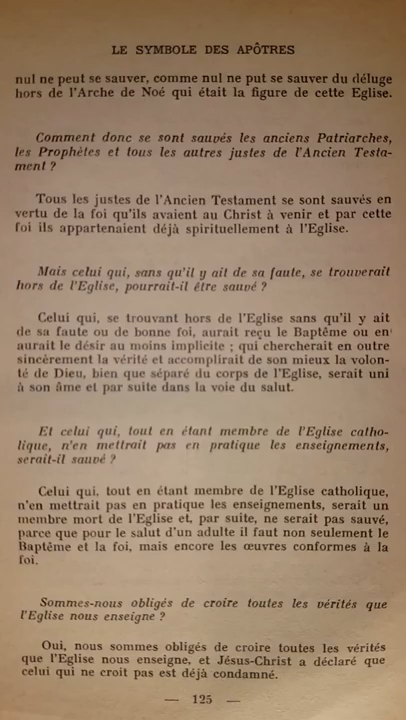 LE SYMBOLE DES APÔTRES
nul ne peut se sauver, comme nul ne put se sauver du déluge
hors de l'Arche de Noé qui était la figure de cette Eglise.
Comment donc se sont sauvés les anciens Patriarches,
les Prophètes et tous les autres justes de l'Ancien Testa-
ment ?
Tous les justes de l'Ancien Testament se sont sauvés en
vertu de la foi qu'ils avaient au Christ à venir et par cette
foi ils appartenaient déjà spirituellement à l'Eglise.
Mais celui qui, sans qu'il y ait de sa faute, se trouverait
hors de l'Eglise, pourrait-il être sauvé ?
Celui qui, se trouvant hors de l'Eglise sans qu'il y ait
de sa faute ou de bonne foi, aurait reçu le Baptême ou en
aurait le désir au moins implicite ; qui chercherait en outre
sincèrement la vérité et accomplirait de son mieux la volon-
té de Dieu, bien que séparé du corps de l'Eglise, serait uni
à son âme et par suite dans la voie du salut.
Et celui qui, tout en étant membre de l'Eglise catho-
lique, n'en mettrait pas en pratique les enseignements,
serait-il sauvé ?
Celui qui, tout en étant membre de l'Eglise catholique,
n'en mettrait pas en pratique les enseignements, serait un
membre mort de l'Eglise et, par suite, ne serait pas sauvé,
parce que pour le salut d'un adulte il faut non seulement le
Baptême et la foi, mais encore les œuvres conformes à la
foi.
Sommes-nous obligés de croire toutes les vérités que
l'Eglise nous enseigne ?
Oui, nous sommes obligés de croire toutes les vérités
que l'Eglise nous enseigne, et Jésus-Christ a déclaré que
celui qui ne croit pas est déjà condamné.
— 125 —